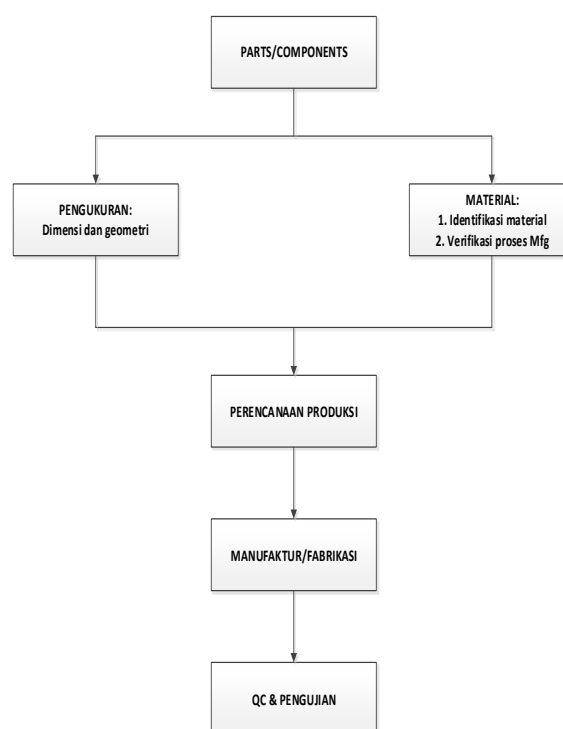 PARTS/COMPONENTS
PENGUKURAN:
Dimensi dan geometri
MATERIAL:
1. Identifikasi material
2. Verifikasi proses Mfg
PERENCANAAN PRODUKSI
MANUFAKTUR/FABRIKASI
QC & PENGUJIAN